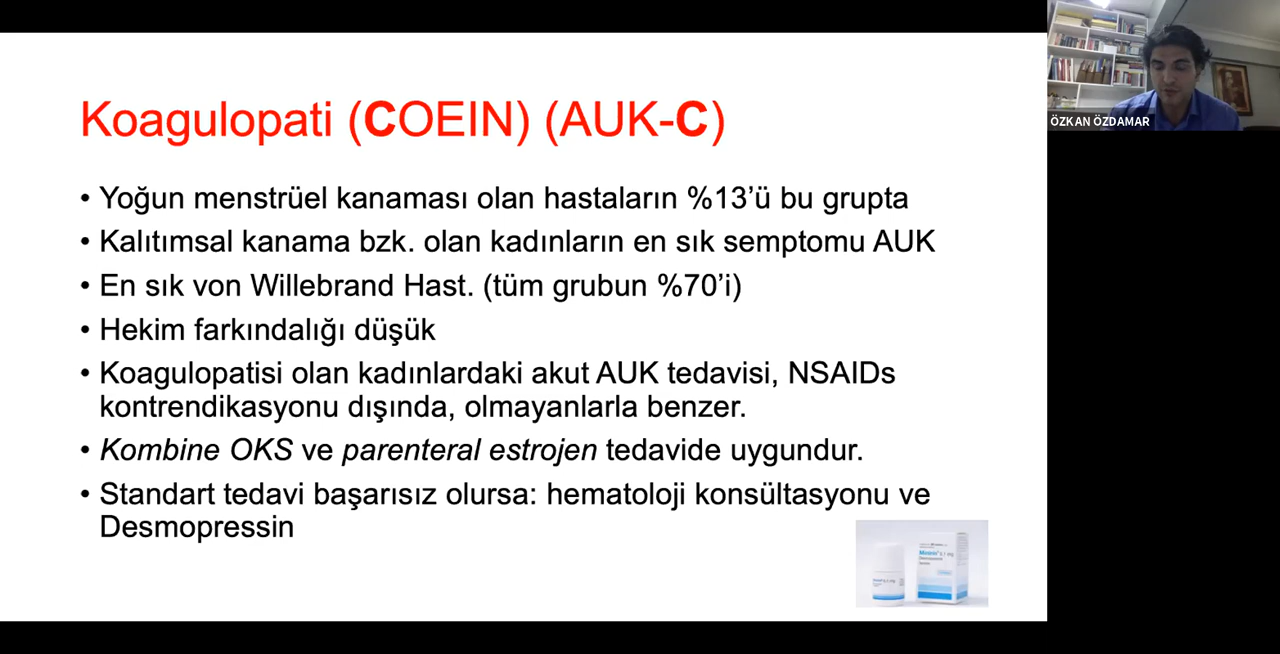 Koagulopati (COEIN) (AUK-C)
• Yoğun menstrüel kanaması olan hastaların %13’ü bu grupta
• Kalıtımsal kanama bzk. olan kadınların en sık semptomu AUK
• En sık von Willebrand Hast. (tüm grubun %70’i)
• Hekim farkındalığı düşük
• Koagulopatisi olan kadınlardaki akut AUK tedavisi, NSAIDs
kontrendikasyonu dışında, olmayanlarla benzer.
• Kombine OKS ve parenteral estrojen tedavide uygundur.
• Standart tedavi başarısız olursa: hematoloji konsültasyonu ve
Desmopressin
ÖZKAN ÖZDAMAR